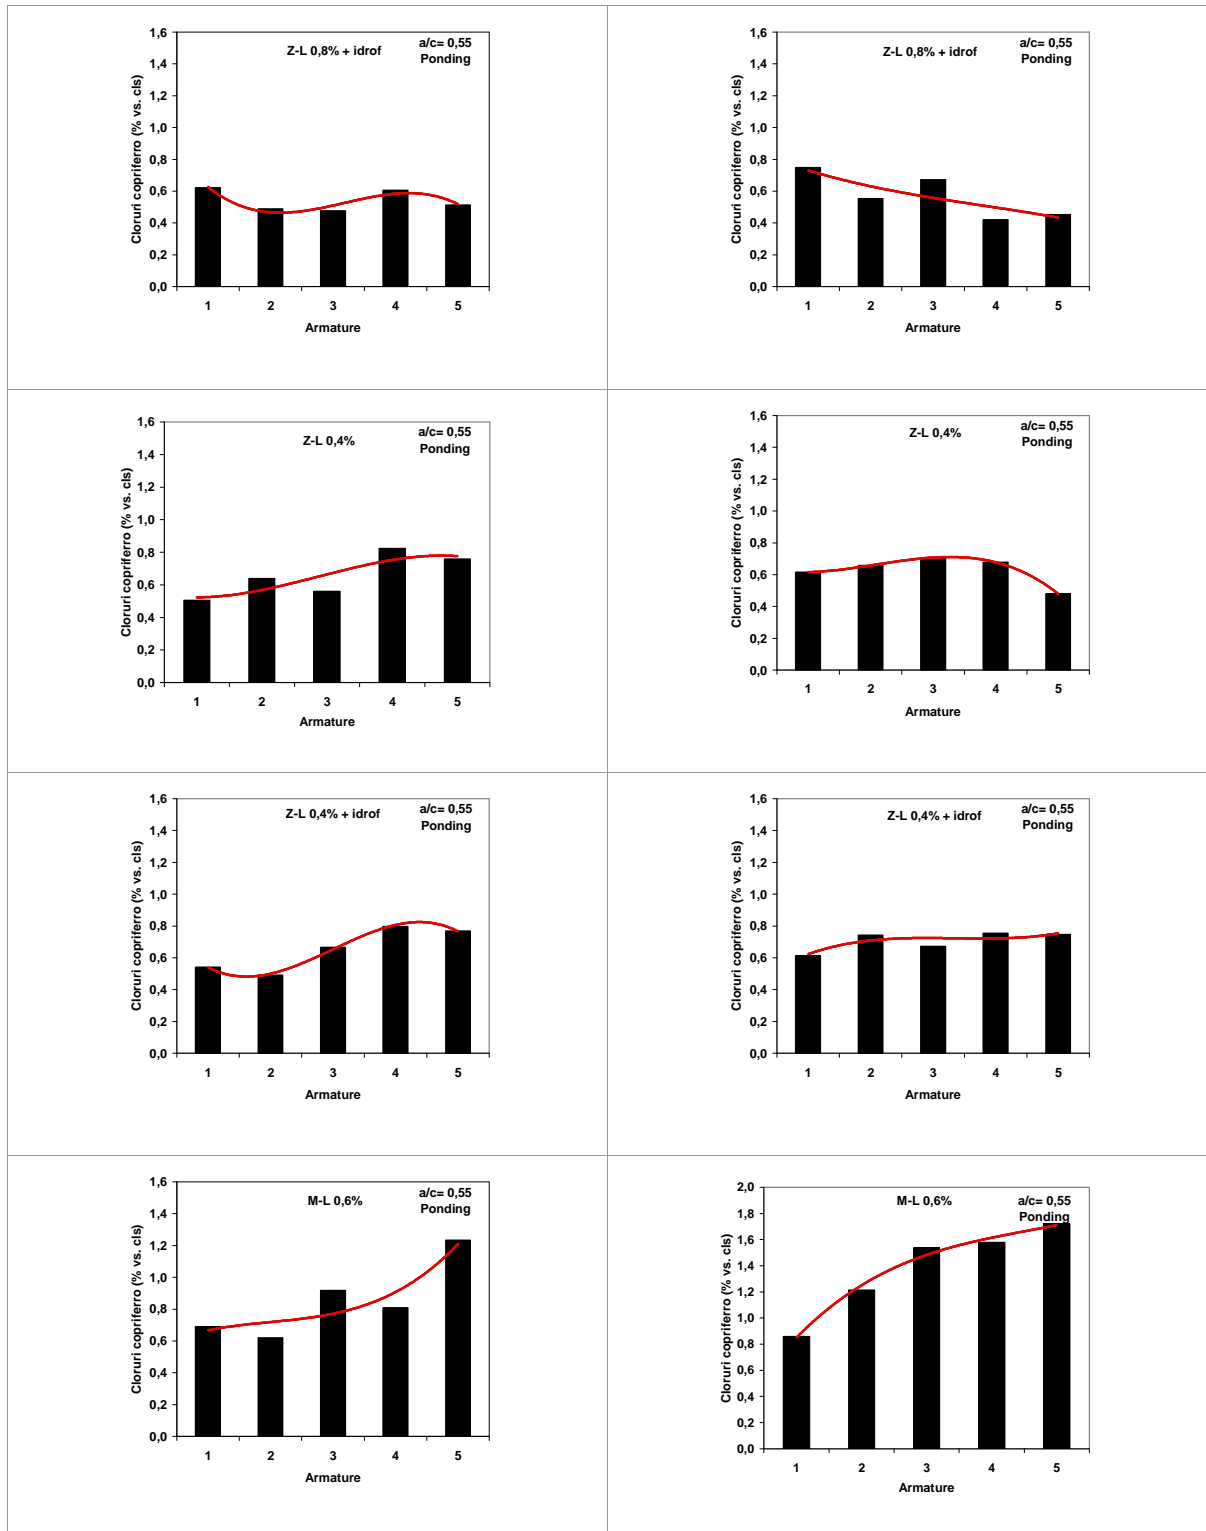 Z-L 0,8% + idrof
a/c= 0,55
Ponding
Cloruri copriferro (% vs. cls)
1,6
1,4
1,2
1,0
0,8
0,6
0,4
0,2
0,0
1 2 3 4 5
Armature
Z-L 0,8% + idrof
a/c= 0,55
Ponding
Cloruri copriferro (% vs. cls)
1,6
1,4
1,2
1,0
0,8
0,6
0,4
0,2
0,0
1 2 3 4 5
Armature
Z-L 0,4%
a/c= 0,55
Ponding
Cloruri copriferro (% vs. cls)
1,6
1,4
1,2
1,0
0,8
0,6
0,4
0,2
0,0
1 2 3 4 5
Armature
Z-L 0,4%
a/c= 0,55
Ponding
Cloruri copriferro (% vs. cls)
1,6
1,4
1,2
1,0
0,8
0,6
0,4
0,2
0,0
1 2 3 4 5
Armature
Z-L 0,4% + idrof
a/c= 0,55
Ponding
Cloruri copriferro (% vs. cls)
1,6
1,4
1,2
1,0
0,8
0,6
0,4
0,2
0,0
1 2 3 4 5
Armature
Z-L 0,4% + idrof
a/c= 0,55
Ponding
Cloruri copriferro (% vs. cls)
1,6
1,4
1,2
1,0
0,8
0,6
0,4
0,2
0,0
1 2 3 4 5
Armature
M-L 0,6%
a/c= 0,55
Ponding
Cloruri copriferro (% vs. cls)
1,6
1,4
1,2
1,0
0,8
0,6
0,4
0,2
0,0
1 2 3 4 5
Armature
M-L 0,6%
a/c= 0,55
Ponding
Cloruri copriferro (% vs. cls)
2,0
1,8
1,6
1,4
1,2
1,0
0,8
0,6
0,4
0,2
0,0
1 2 3 4 5
Armature